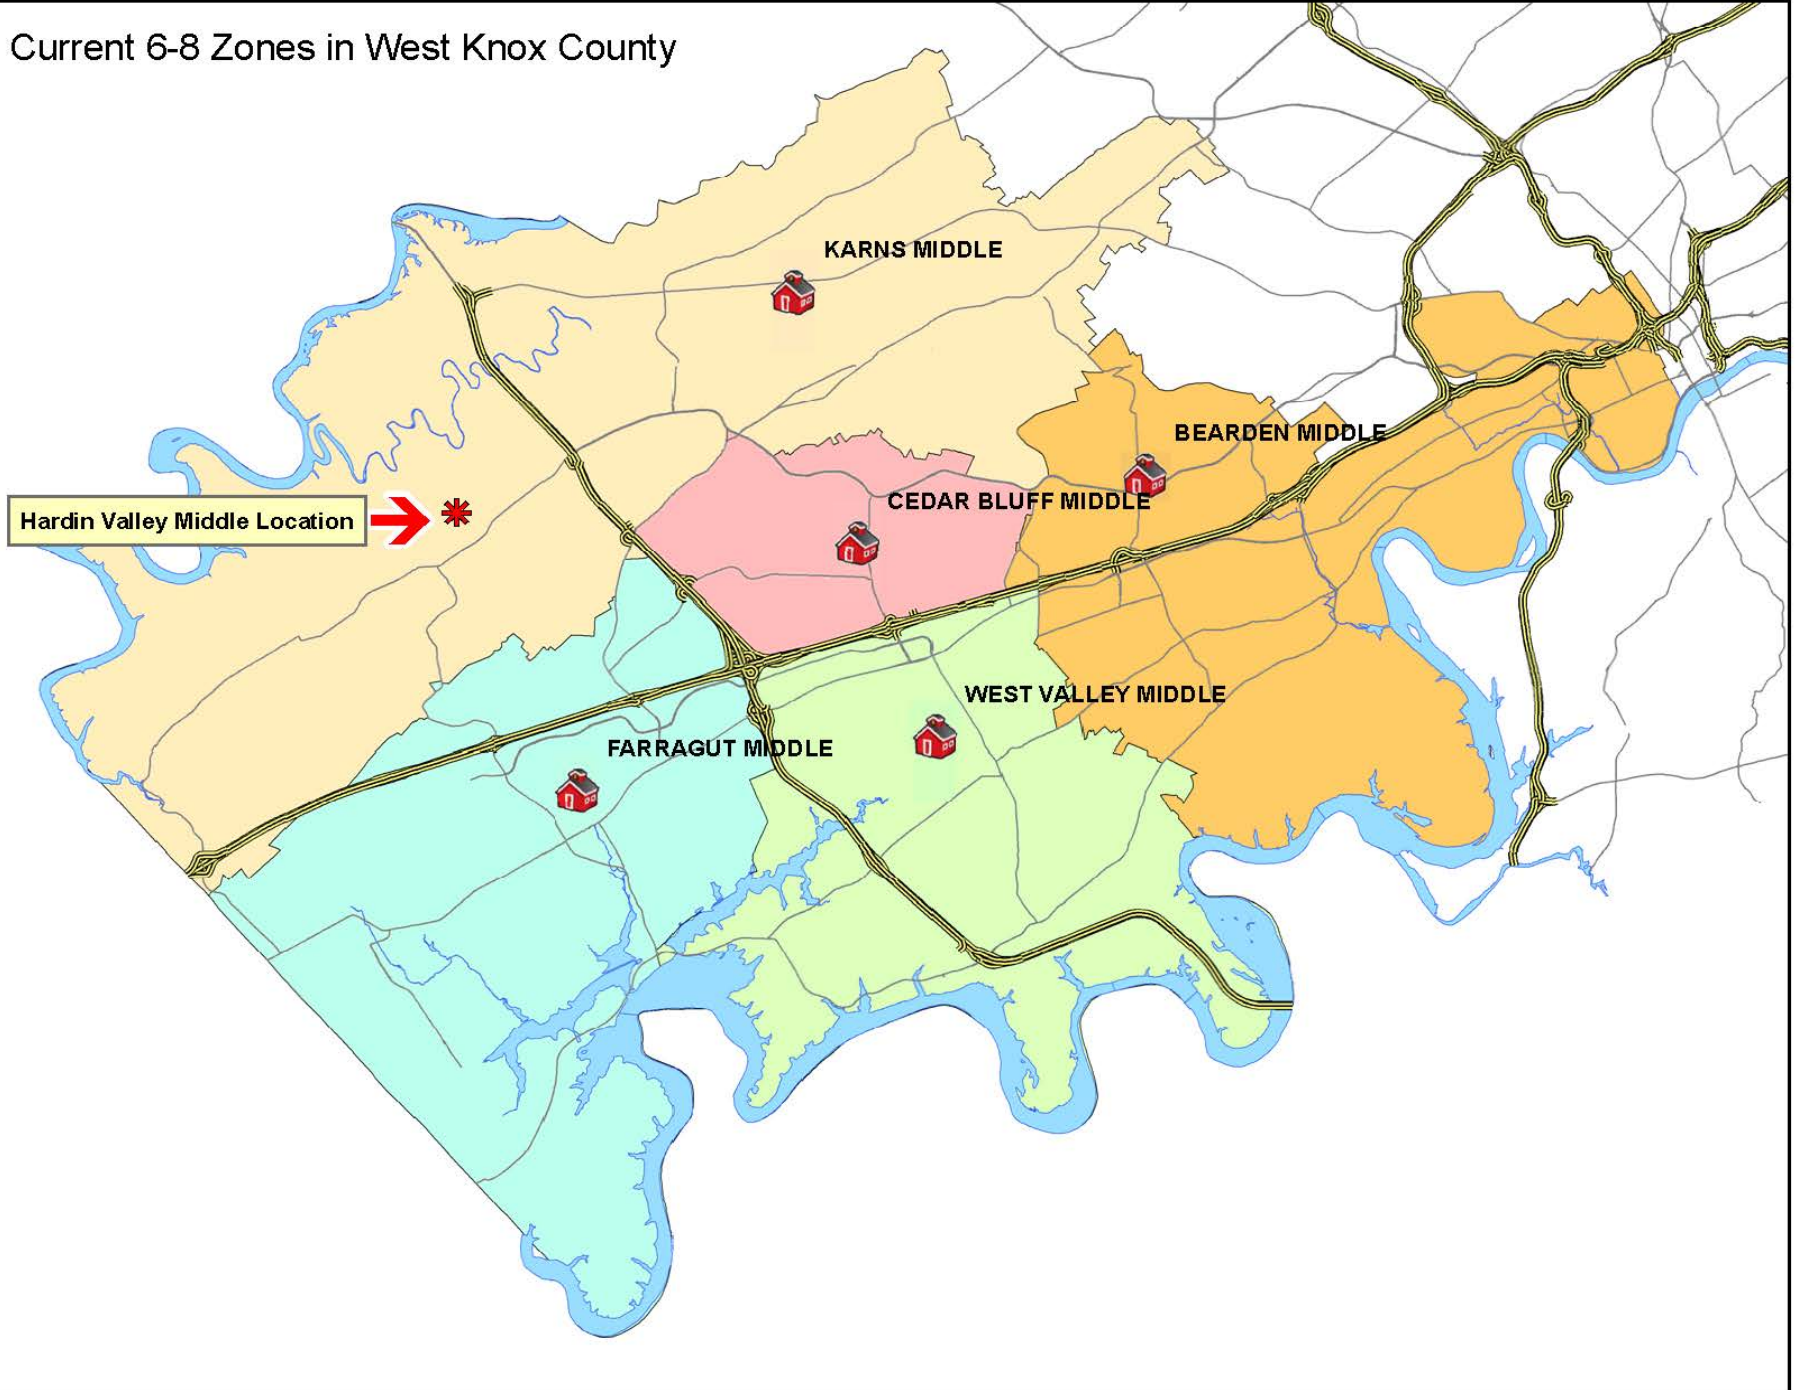 Current 6-8 Zones in West Knox County
KARNS MIDDLE
BEARDEN MIDDLE
CEDAR BLUFF MIDDLE
Hardin Valley Middle Location
WEST VALLEY MIDDLE
FARRAGUT MIDDLE